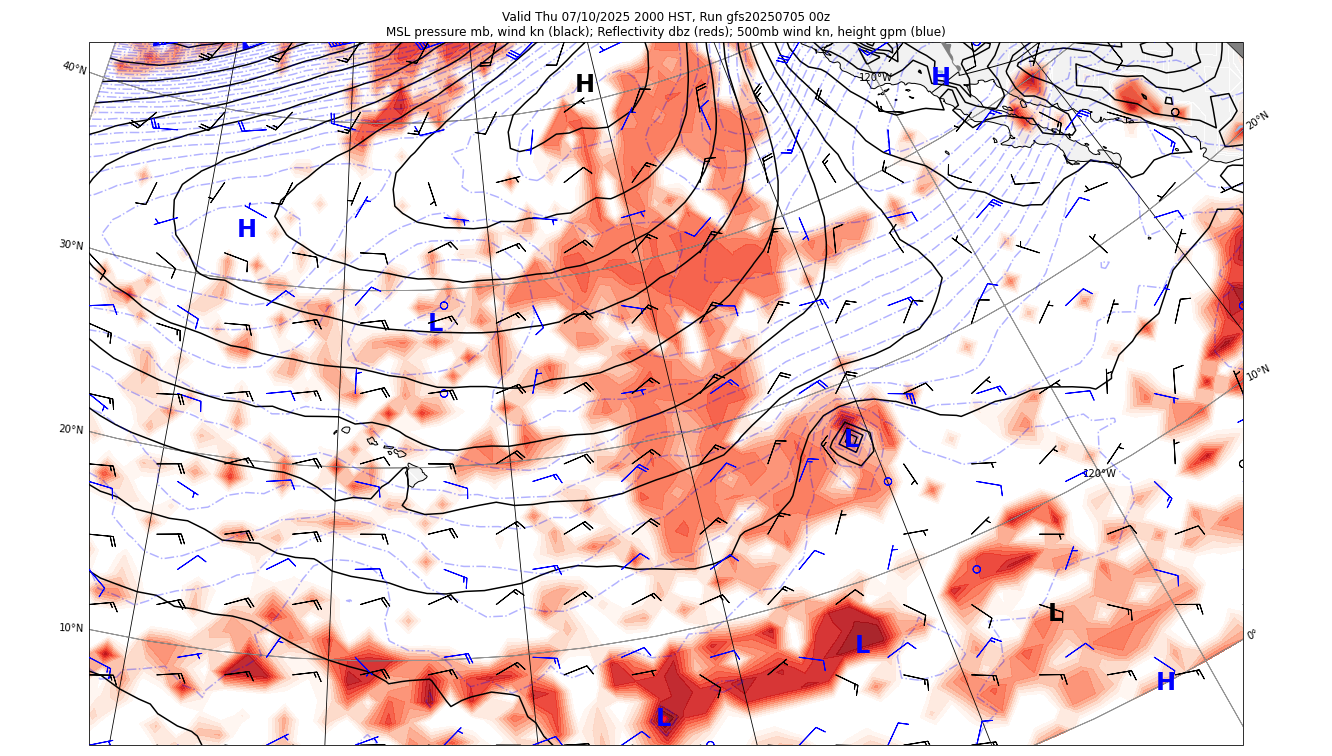 Valid Thu 07/10/2025 2000 HST, Run gfs20250705 00z
MSL pressure mb, wind kn (black); Reflectivity dbz (reds); 500mb wind kn, height gpm (blue)
40°N
H
120°W
H
20°N
30°N
H
L
10°N
20°N
L
120°W
10°N
L
L
0°
H
L